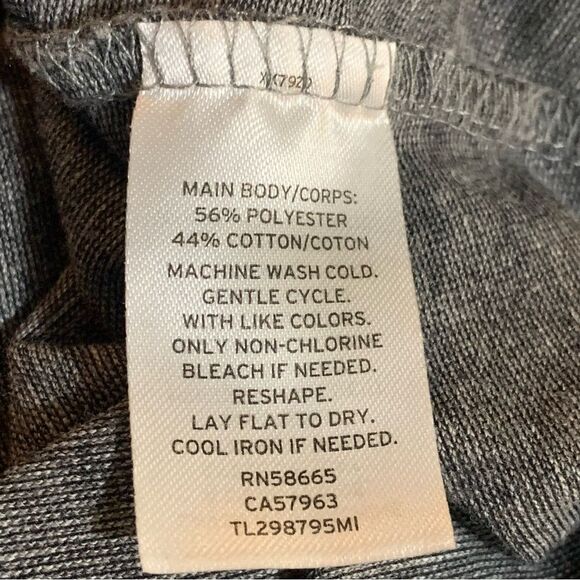 MAIN BODY/CORPS:
56% POLYESTER
44% COTTON/COTON
MACHINE WASH COLD.
GENTLE CYCLE.
WITH LIKE COLORS.
ONLY NON-CHLORINE
BLEACH IF NEEDED.
RESHAPE.
LAY FLAT TO DRY.
COOL IRON IF NEEDED.
RN58665
CA57963
TL298795MI